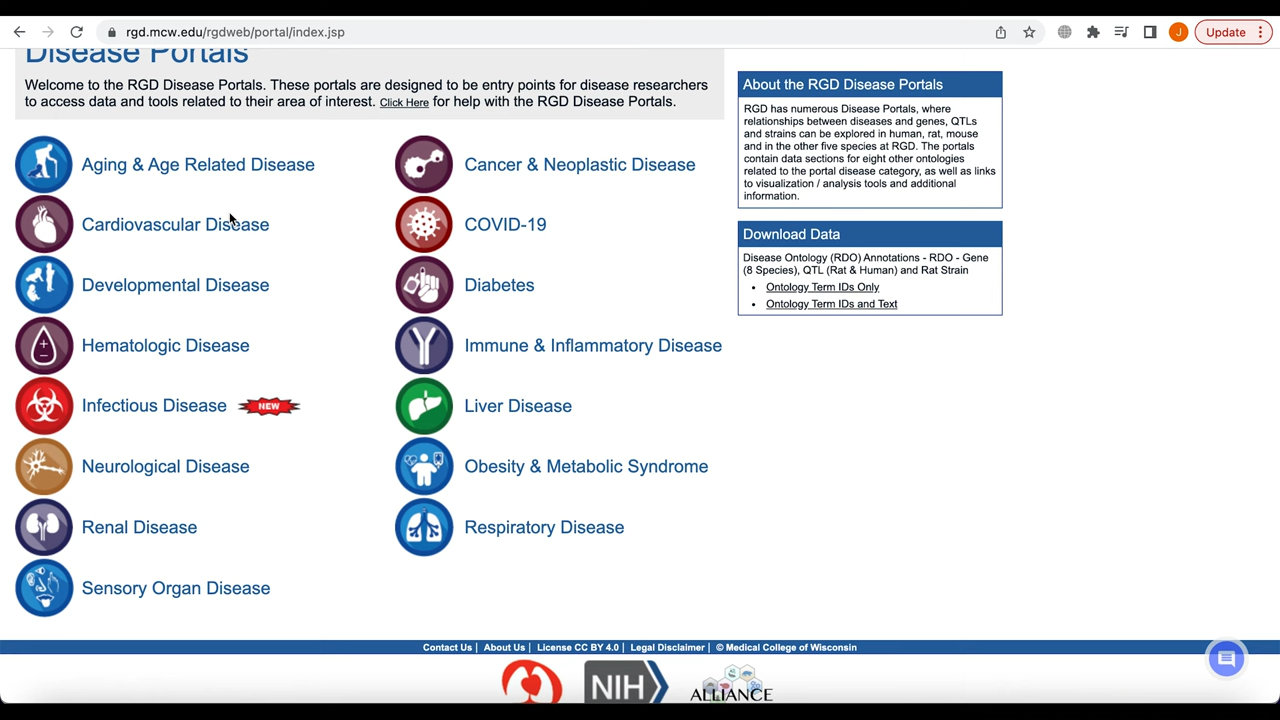 rgd.mcw.edu/rgdweb/portal/index.jsp
J
Update
Disease Portals
Welcome to the RGD Disease Portals. These portals are designed to be entry points for disease researchers
to access data and tools related to their area of interest. Click Here for help with the RGD Disease Portals.
Aging & Age Related Disease
Cancer & Neoplastic Disease
Cardiovascular Disease
COVID-19
Developmental Disease
Diabetes
Hematologic Disease
Immune & Inflammatory Disease
Infectious Disease
NEW
Liver Disease
Neurological Disease
Obesity & Metabolic Syndrome
Renal Disease
Respiratory Disease
Sensory Organ Disease
About the RGD Disease Portals
RGD has numerous Disease Portals, where
relationships between diseases and genes, QTLs
and strains can be explored in human, rat, mouse
and in the other five species at RGD. The portals
contain data sections for eight other ontologies
related to the portal disease category, as well as links
to visualization / analysis tools and additional
information.
Download Data
Disease Ontology (RDO) Annotations - RDO - Gene
(8 Species), QTL (Rat & Human) and Rat Strain
• Ontology Term IDs Only
• Ontology Term IDs and Text
Contact Us | About Us | License CC BY 4.0 | Legal Disclaimer | © Medical College of Wisconsin
NIH
ALLIANCE